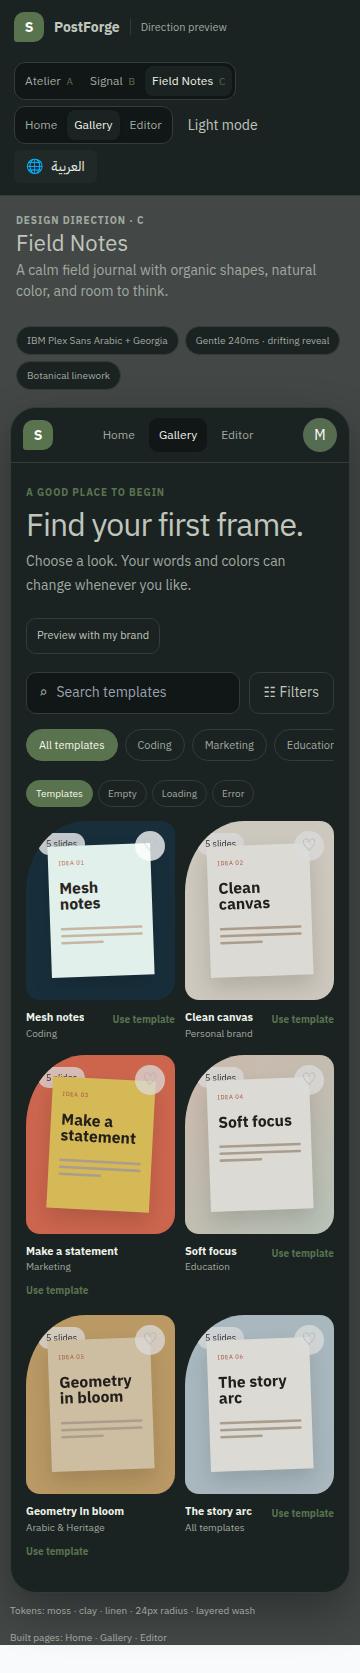 S PostForge Direction preview
Atelier A Signal B Field Notes C
Home Gallery Editor Light mode
العربية
DESIGN DIRECTION · C
Field Notes
A calm field journal with organic shapes, natural
color, and room to think.
IBM Plex Sans Arabic + Georgia Gentle 240ms · drifting reveal
Botanical linework
S Home Gallery Editor M
A GOOD PLACE TO BEGIN
Find your first frame.
Choose a look. Your words and colors can
change whenever you like.
Preview with my brand
Search templates Filters
All templates Coding Marketing Education
Templates Empty Loading Error
5 slides 5 slides
IDEA 01 IDEA 02
Mesh Clean
notes canvas
Mesh notes Use template Clean canvas Use template
Coding Personal brand
5 slides 5 slides
IDEA 03 IDEA 04
Make a Soft focus
statement
Make a statement Soft focus Use template
Marketing Education
Use template
5 slides 5 slides
IDEA 05 IDEA 06
Geometry The story
in bloom arc
Geometry In bloom The story arc Use template
Arabic & Heritage All templates
Use template
Tokens: moss · clay · linen · 24px radius · layered wash
Built pages: Home · Gallery · Editor